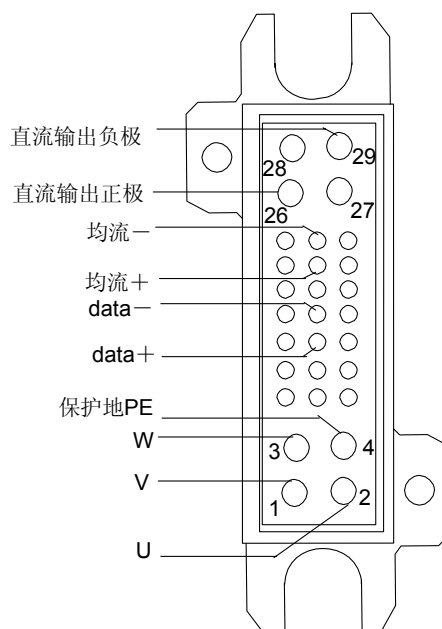 直流输出负极
29
28
直流输出正极
27
26
均流－
均流＋
data－
data＋
保护地PE
W
3
4
V
1
2
U